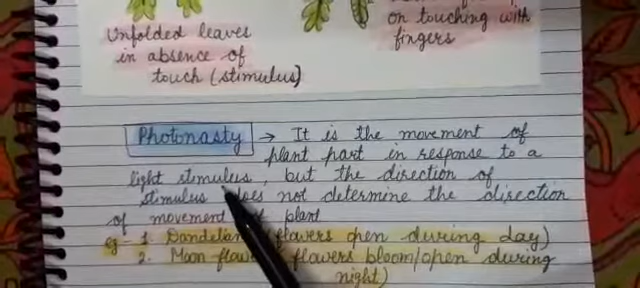 Unfolded leaves
in absence of
touch (stimulus)
on touching with
fingers
Photonasty → It is the movement of
plant part in response to a
light stimulus, but the direction of
stimulus does not determine the direction
of movement plant
eg - 1. Dandelion flowers open during day)
2. Moon flow flowers bloom/open during
night)